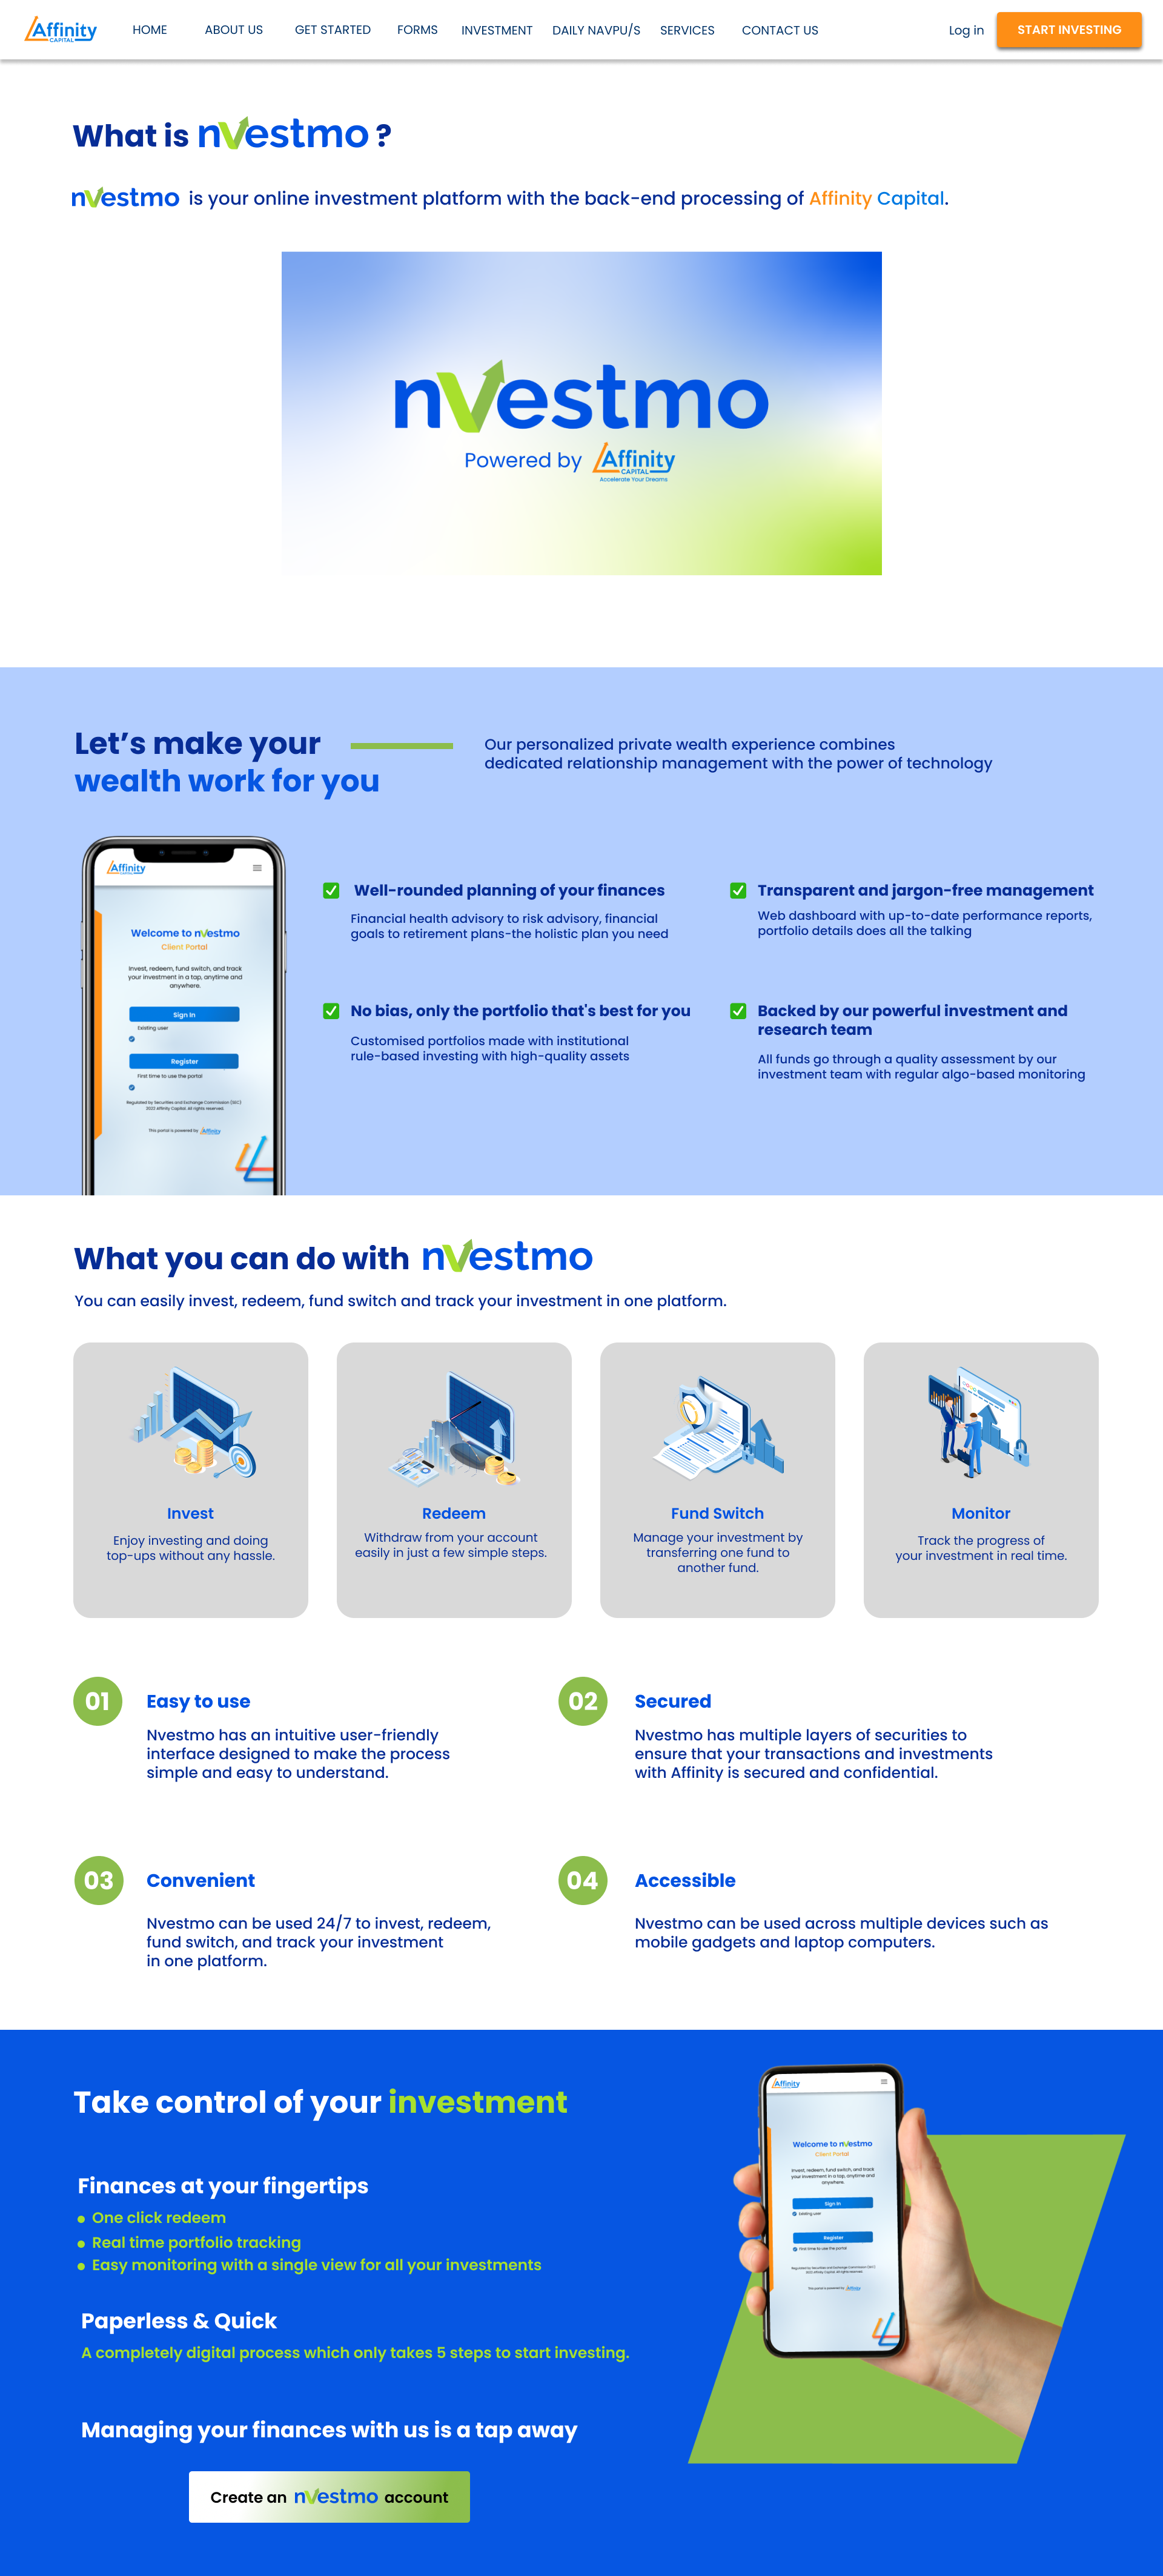 Affinity
CAPITAL
HOME ABOUT US GET STARTED FORMS INVESTMENT DAILY NAVPU/S SERVICES CONTACT US Log in START INVESTING
What is nvestmo ?
nvestmo is your online investment platform with the back-end processing of Affinity Capital.
nvestmo
Powered by Affinity
CAPITAL
Accelerate Your Dreams
Let's make your
wealth work for you
Our personalized private wealth experience combines
dedicated relationship management with the power of technology
Affinity
CAPITAL
Welcome to nvestmo
Client Portal
Invest, redeem, fund switch, and track
your investment in a tap, anytime and
anywhere.
Sign In
Existing user
Register
First time to use the portal
Regulated by Securities and Exchange Commission (SEC)
2022 Affinity Capital. All rights reserved.
This portal is powered by Affinity
Well-rounded planning of your finances
Financial health advisory to risk advisory, financial
goals to retirement plans-the holistic plan you need
Transparent and jargon-free management
Web dashboard with up-to-date performance reports,
portfolio details does all the talking
No bias, only the portfolio that's best for you
Customised portfolios made with institutional
rule-based investing with high-quality assets
Backed by our powerful investment and
research team
All funds go through a quality assessment by our
investment team with regular algo-based monitoring
What you can do with nvestmo
You can easily invest, redeem, fund switch and track your investment in one platform.
Invest
Enjoy investing and doing
top-ups without any hassle.
Redeem
Withdraw from your account
easily in just a few simple steps.
Fund Switch
Manage your investment by
transferring one fund to
another fund.
Monitor
Track the progress of
your investment in real time.
01 Easy to use
Nvestmo has an intuitive user-friendly
interface designed to make the process
simple and easy to understand.
02 Secured
Nvestmo has multiple layers of securities to
ensure that your transactions and investments
with Affinity is secured and confidential.
03 Convenient
Nvestmo can be used 24/7 to invest, redeem,
fund switch, and track your investment
in one platform.
04 Accessible
Nvestmo can be used across multiple devices such as
mobile gadgets and laptop computers.
Take control of your investment
Finances at your fingertips
One click redeem
Real time portfolio tracking
Easy monitoring with a single view for all your investments
Paperless & Quick
A completely digital process which only takes 5 steps to start investing.
Managing your finances with us is a tap away
Create an nvestmo account
Affinity
Welcome to nvestmo
Client Portal
Invest, redeem, fund switch, and track
your investment in a tap, anytime and
anywhere.
Sign In
Existing user
Register
First time to use the portal
Regulated by Securities and Exchange Commission (SEC)
2022 Affinity Capital. All rights reserved.
This portal is powered by Affinity